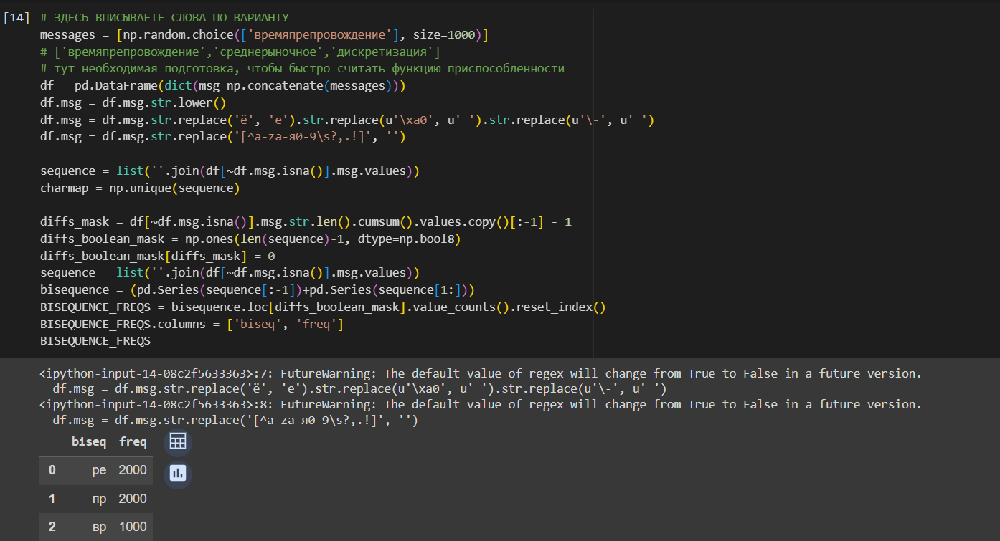 [14] # ЗДЕСЬ ВПИСЫВАЕТЕ СЛОВА ПО ВАРИАНТУ
messages = [np.random.choice(['времяпрепровождение'], size=1000)]
# ['времяпрепровождение','среднерыночное','дискретизация']
# тут необходимая подготовка, чтобы быстро считать функцию приспособленности
df = pd.DataFrame(dict(msg=np.concatenate(messages)))
df.msg = df.msg.str.lower()
df.msg = df.msg.str.replace('ё', 'е').str.replace(u'\xa0', u' ').str.replace(u'\-', u' ')
df.msg = df.msg.str.replace('[^a-zа-я0-9\s?,.!]', '')
sequence = list(''.join(df[~df.msg.isna()].msg.values))
charmap = np.unique(sequence)
diffs_mask = df[~df.msg.isna()].msg.str.len().cumsum().values.copy()[:-1] - 1
diffs_boolean_mask = np.ones(len(sequence)-1, dtype=np.bool8)
diffs_boolean_mask[diffs_mask] = 0
sequence = list(''.join(df[~df.msg.isna()].msg.values))
bisequence = (pd.Series(sequence[:-1])+pd.Series(sequence[1:]))
BISEQUENCE_FREQS = bisequence.loc[diffs_boolean_mask].value_counts().reset_index()
BISEQUENCE_FREQS.columns = ['biseq', 'freq']
BISEQUENCE_FREQS
<ipython-input-14-08c2f5633363>:7: FutureWarning: The default value of regex will change from True to False in a future version.
df.msg = df.msg.str.replace('ё', 'е').str.replace(u'\xa0', u' ').str.replace(u'\-', u' ')
<ipython-input-14-08c2f5633363>:8: FutureWarning: The default value of regex will change from True to False in a future version.
df.msg = df.msg.str.replace('[^a-zа-я0-9\s?,.!]', '')
biseq freq
0 ре 2000
1 пр 2000
2 вр 1000